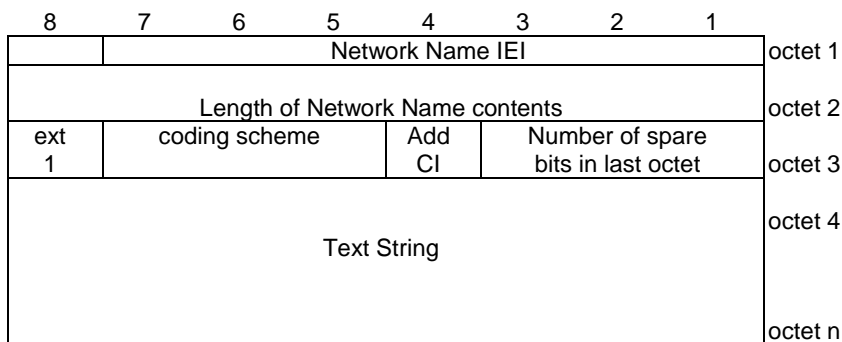 8 7 6 5 4 3 2 1
Network Name IEI octet 1
Length of Network Name contents octet 2
ext coding scheme Add Number of spare
1 CI bits in last octet octet 3
octet 4
Text String
octet n